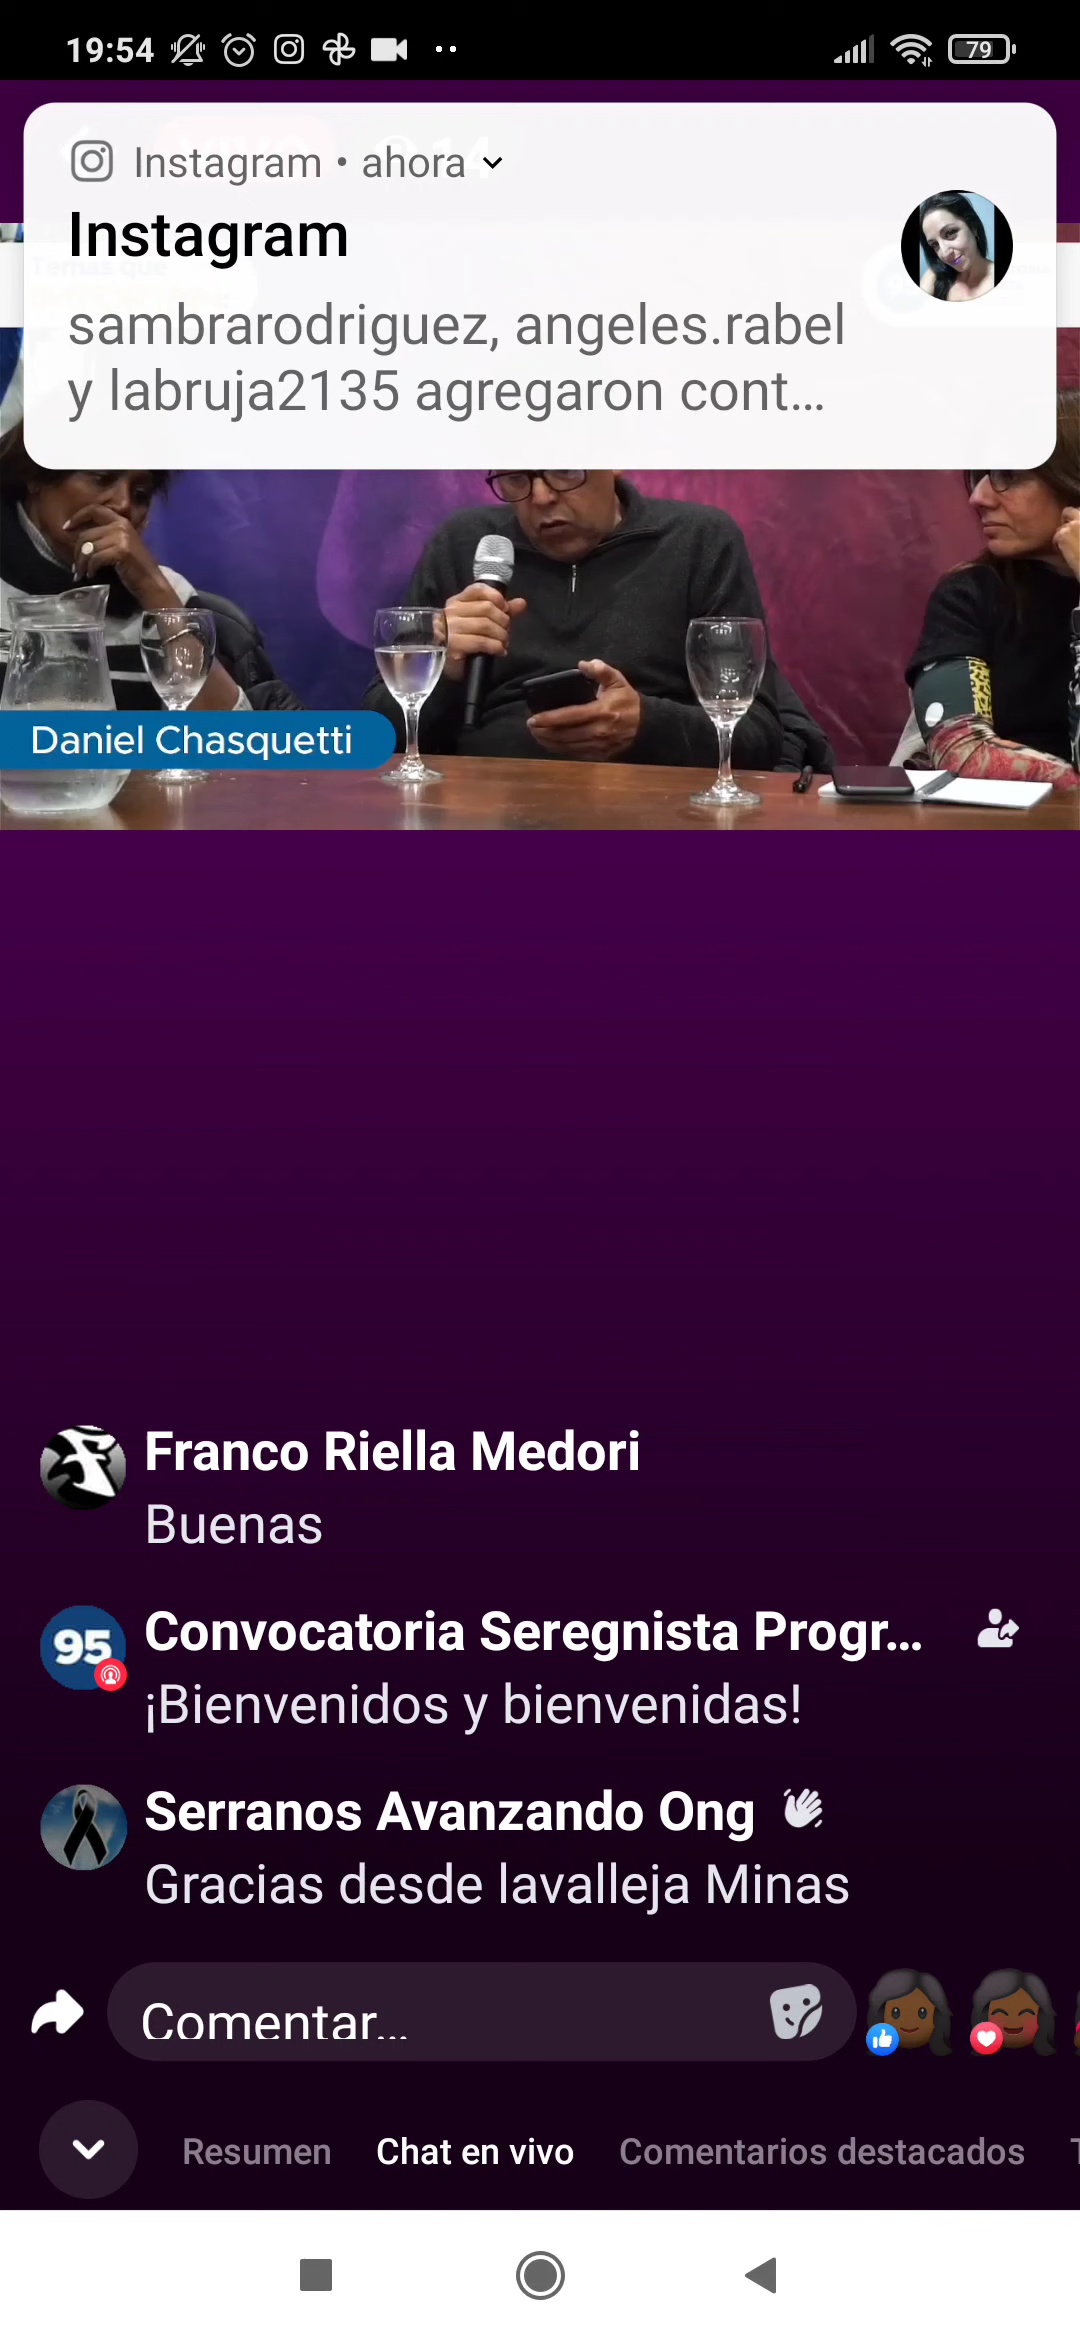 19:54
79
Instagram • ahora
Instagram
sambrarodriguez, angeles.rabel
y labruja2135 agregaron cont...
Daniel Chasquetti
Franco Riella Medori
Buenas
95
Convocatoria Seregnista Progr...
¡Bienvenidos y bienvenidas!
Serranos Avanzando Ong
Gracias desde lavalleja Minas
Comentar...
Resumen
Chat en vivo
Comentarios destacados